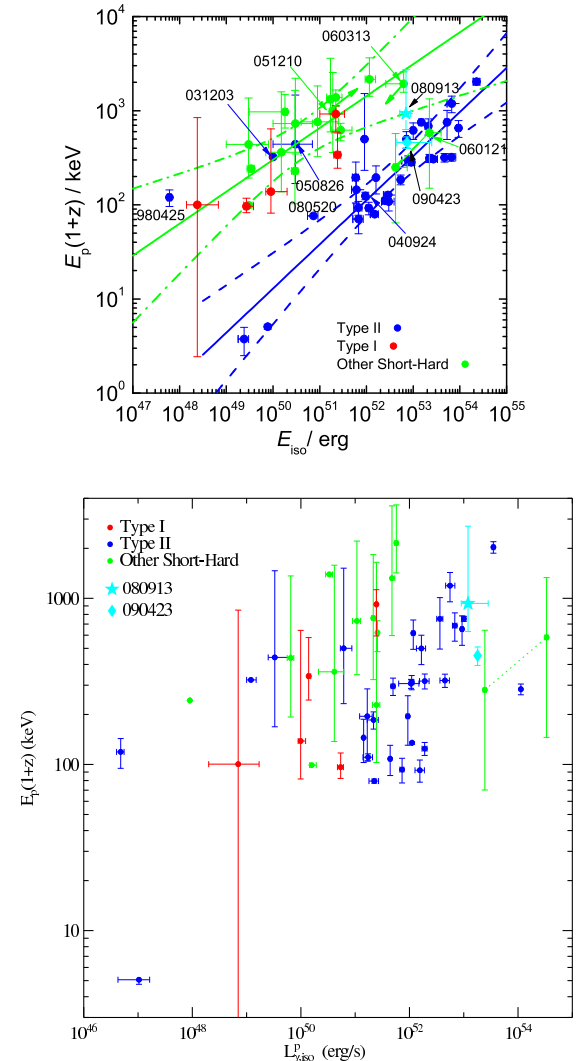 10^4
060313
051210
080913
031203
10^3
E_p(1+z) / keV
060121
050826
090423
980425
080520
10^2
040924
10^1
Type II
Type I
Other Short-Hard
10^0
10^47 10^48 10^49 10^50 10^51 10^52 10^53 10^54 10^55
E_iso/ erg
Type I
Type II
Other Short-Hard
080913
1000
090423
E_p(1+z) (keV)
100
10
10^46 10^48 10^50 10^52 10^54
L^p_γ,iso (erg/s)